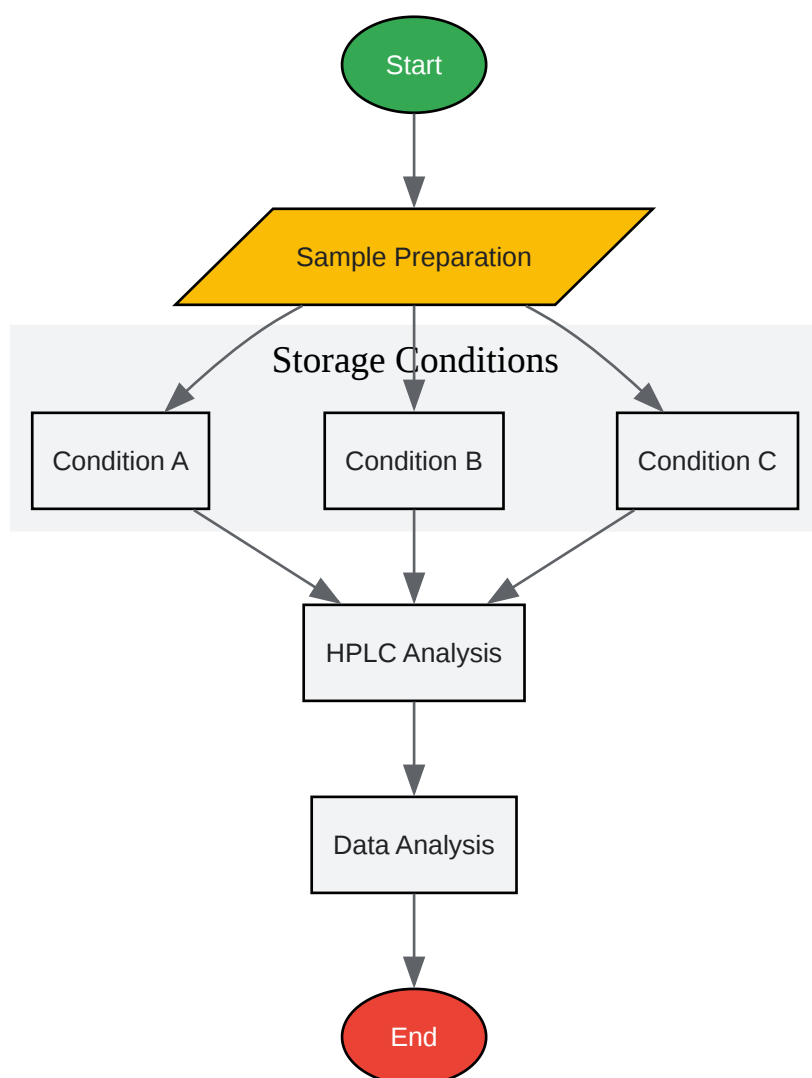 Start
Sample Preparation
Storage Conditions
Condition A
Condition B
Condition C
HPLC Analysis
Data Analysis
End